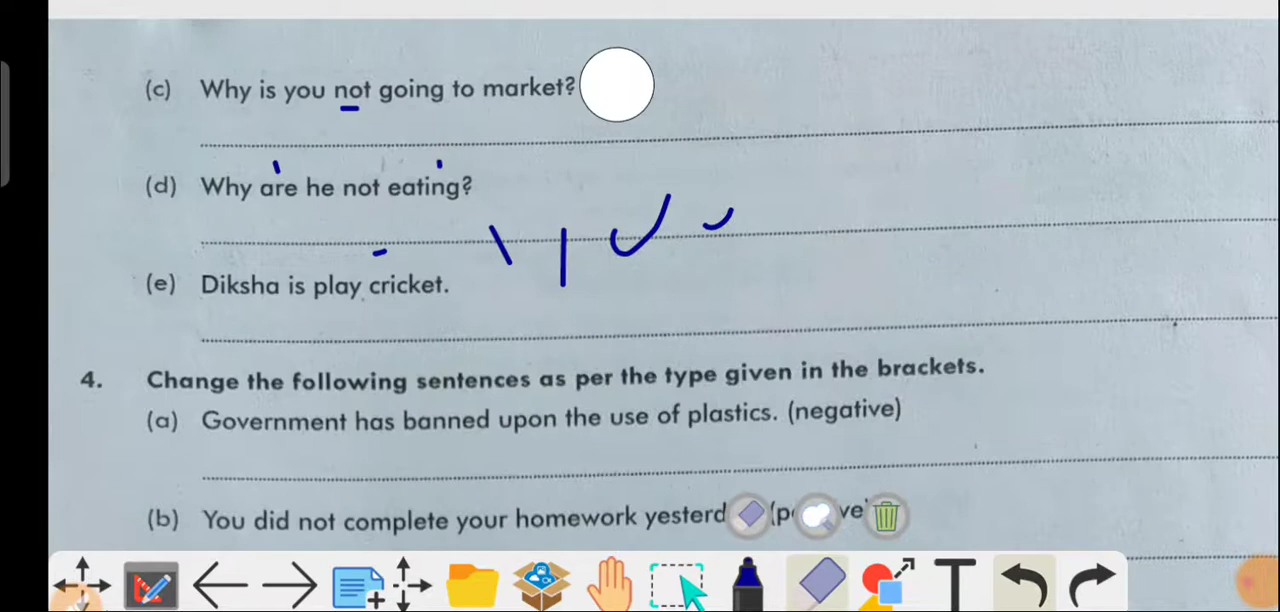 (c) Why is you not going to market?
(d) Why are he not eating?
(e) Diksha is play cricket.
4. Change the following sentences as per the type given in the brackets.
(a) Government has banned upon the use of plastics. (negative)
(b) You did not complete your homework